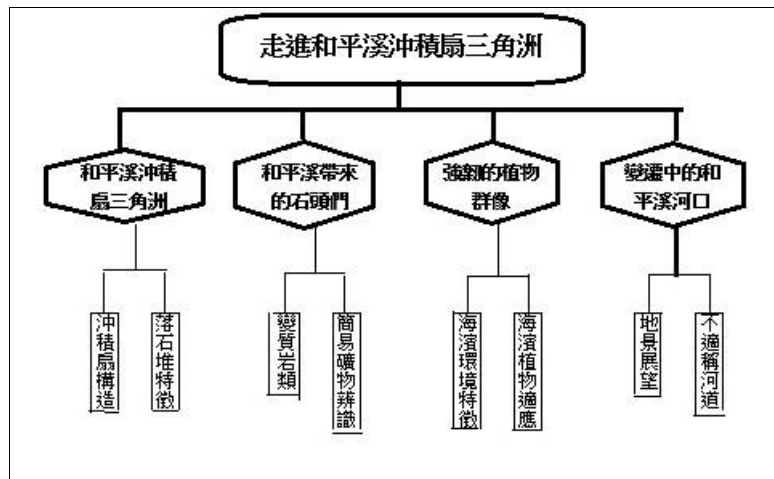 走進和平溪沖積扇三角洲
和平溪沖積
扇三角洲
和平溪帶來
的石頭們
強韌的植物
群像
變遷中的和
平溪河口
沖積扇構造
落石堆特徵
變質岩類
簡易礦物辨識
海濱環境特徵
海濱植物適應
地景展望
不適稱河道